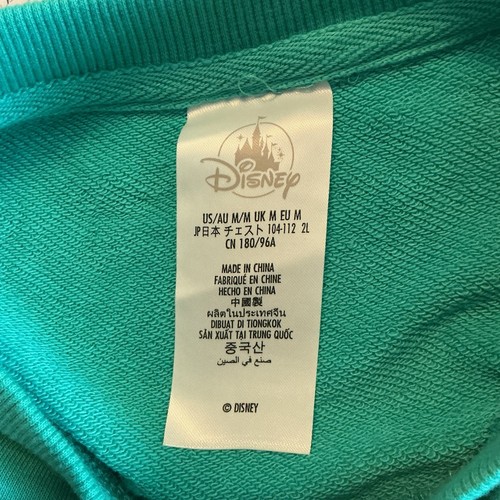 Disney
US/AU M/M UK M EU M
JP日本 チェスト 104-112 2L
CN 180/96A
MADE IN CHINA
FABRIQUÉ EN CHINE
HECHO EN CHINA
中國製
ผลิตในประเทศจีน
DIBUAT DI TIONGKOK
SẢN XUẤT TẠI TRUNG QUỐC
중국산
صنع في الصين
© DISNEY